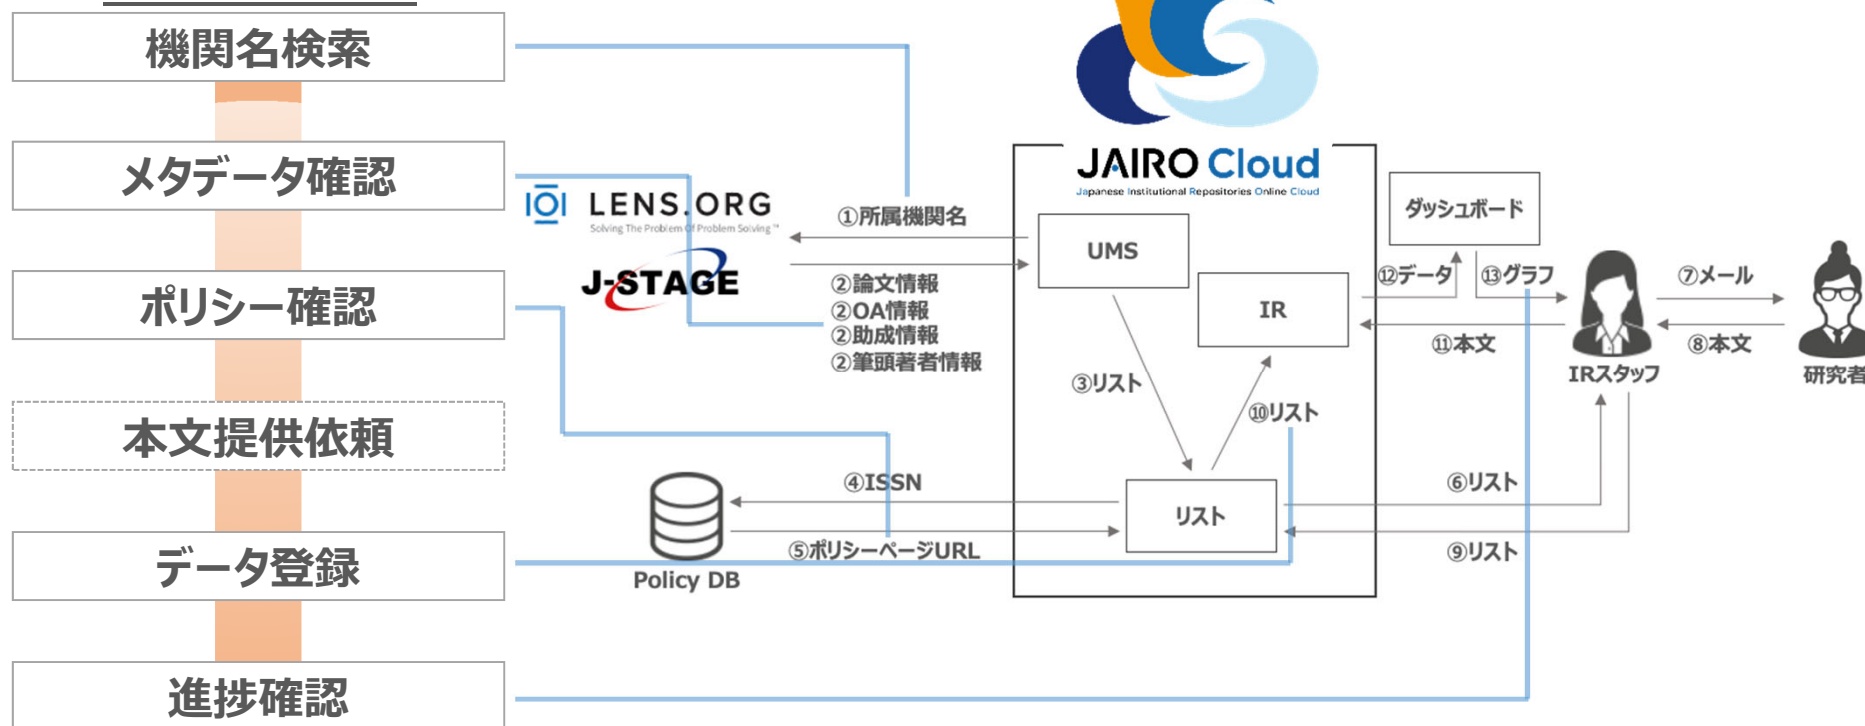 機関名検索
メタデータ確認
ポリシー確認
本文提供依頼
データ登録
進捗確認
LENS.ORG
Solving The Problem Of Problem Solving™
J-STAGE
①所属機関名
②論文情報
②OA情報
②助成情報
②筆頭著者情報
JAIRO Cloud
Japanese Institutional Repositories Online Cloud
UMS
IR
③リスト
⑩リスト
リスト
④ISSN
⑤ポリシーページURL
Policy DB
ダッシュボード
⑫データ
⑬グラフ
⑪本文
IRスタッフ
⑦メール
⑧本文
研究者
⑥リスト
⑨リスト